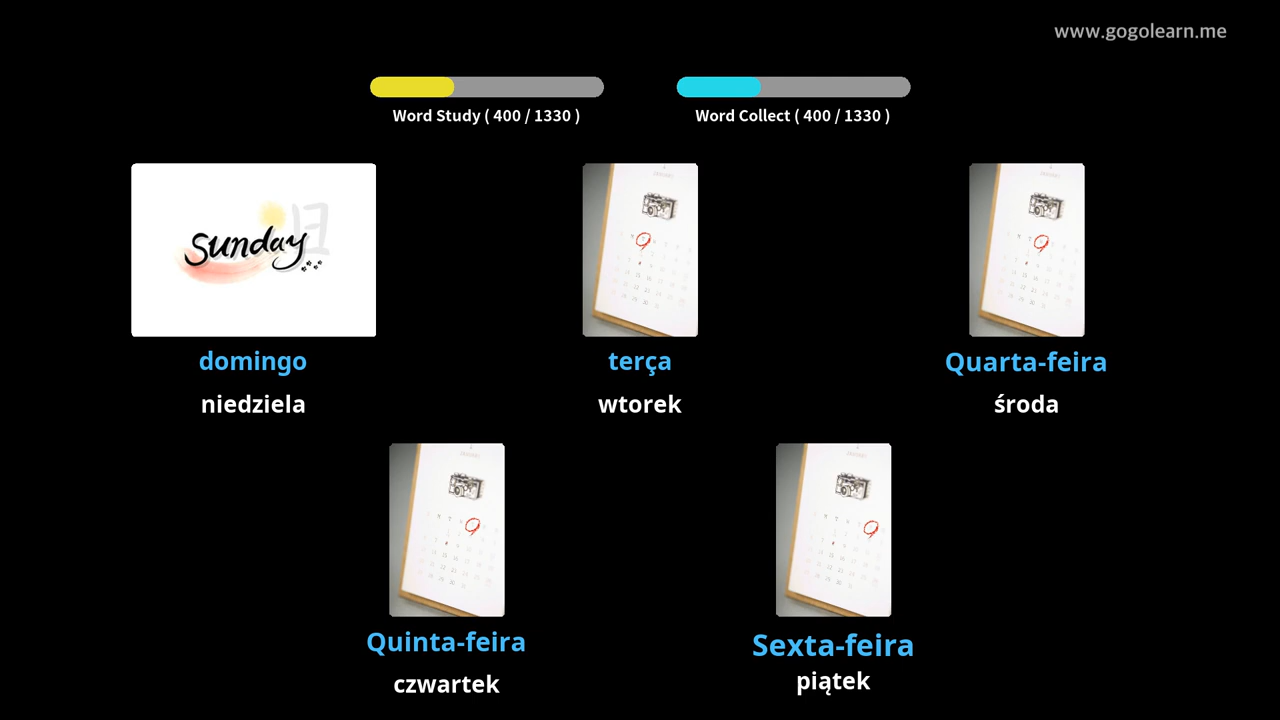 www.gogolearn.me
Word Study ( 400 / 1330 )
Word Collect ( 400 / 1330 )
Sunday
日
domingo
terça
Quarta-feira
niedziela
wtorek
środa
Quinta-feira
Sexta-feira
czwartek
piątek